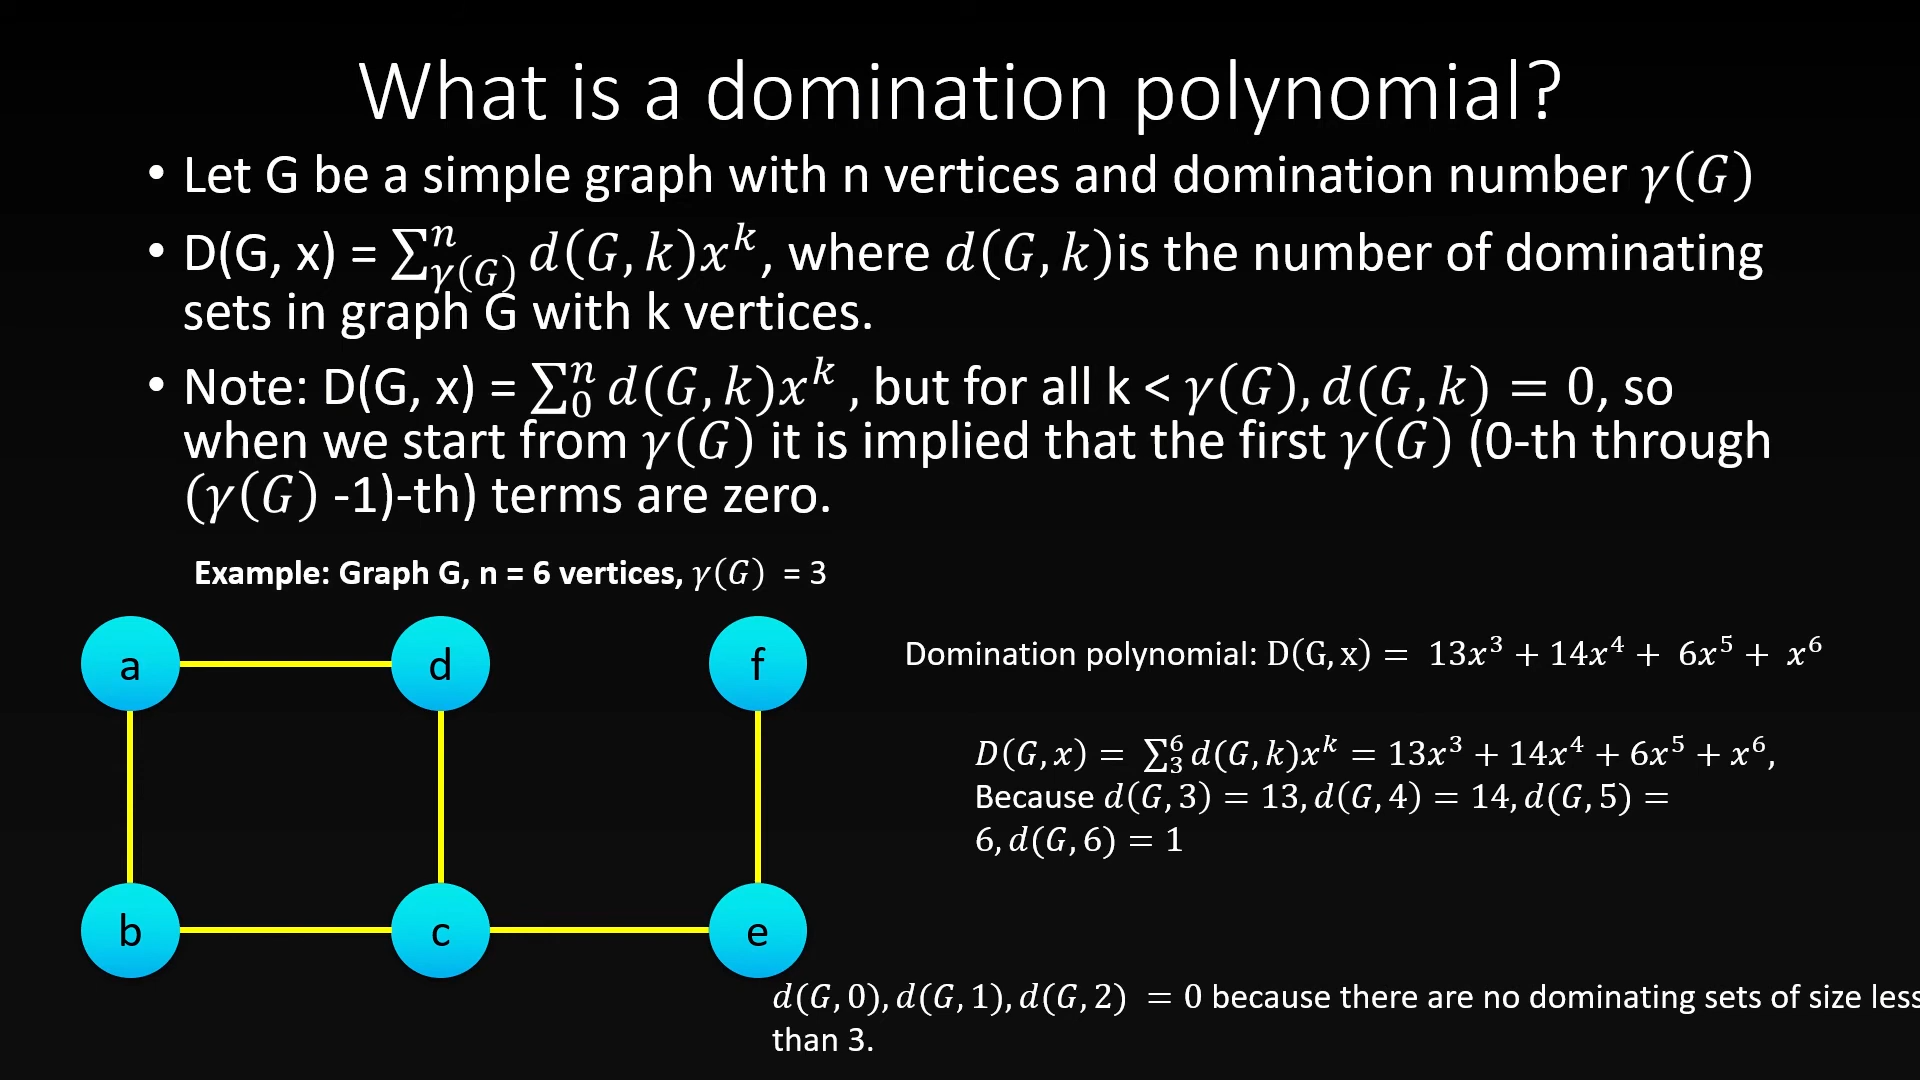 What is a domination polynomial?
• Let G be a simple graph with n vertices and domination number γ(G)
• D(G, x) = ∑ⁿ_γ(G) d(G, k)xᵏ, where d(G, k)is the number of dominating
sets in graph G with k vertices.
• Note: D(G, x) = ∑ⁿ₀ d(G, k)xᵏ , but for all k < γ(G), d(G, k) = 0, so
when we start from γ(G) it is implied that the first γ(G) (0-th through
(γ(G) -1)-th) terms are zero.
Example: Graph G, n = 6 vertices, γ(G) = 3
a d f
b c e
Domination polynomial: D(G, x) = 13x³ + 14x⁴ + 6x⁵ + x⁶
D(G, x) = ∑⁶₃ d(G, k)xᵏ = 13x³ + 14x⁴ + 6x⁵ + x⁶,
Because d(G, 3) = 13, d(G, 4) = 14, d(G, 5) =
6, d(G, 6) = 1
d(G, 0), d(G, 1), d(G, 2) = 0 because there are no dominating sets of size less
than 3.